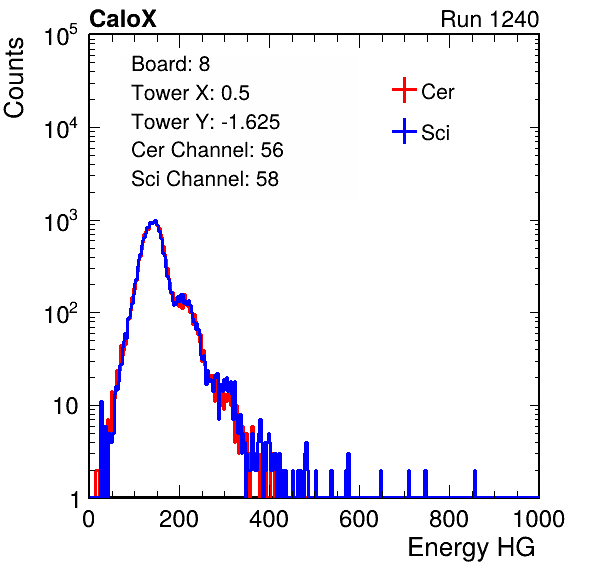 CaloX Run 1240
Counts
10^5
10^4
10^3
10^2
10
1
Board: 8
Tower X: 0.5
Tower Y: -1.625
Cer Channel: 56
Sci Channel: 58
Cer
Sci
0 200 400 600 800 1000
Energy HG